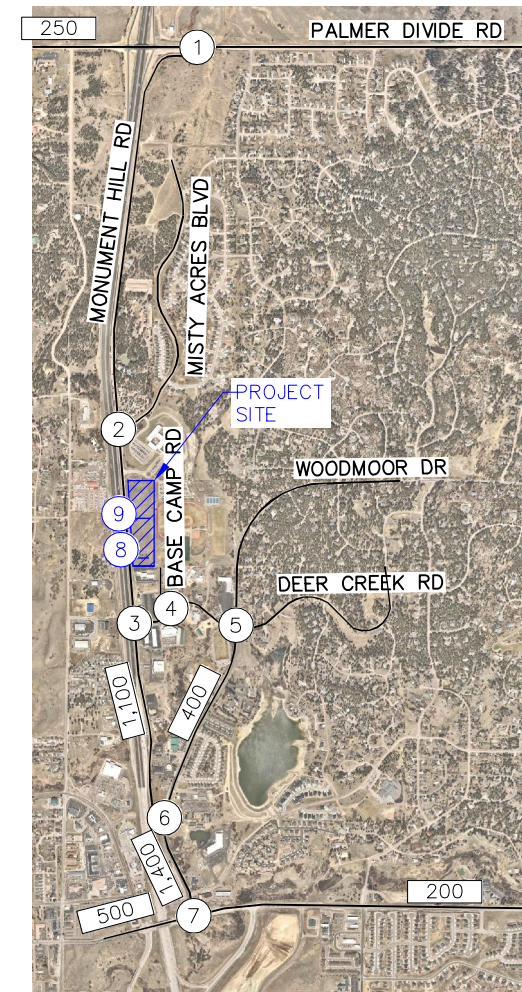 250
PALMER DIVIDE RD
1
MONUMENT HILL RD
MISTY ACRES BLVD
PROJECT
SITE
2
BASE CAMP RD
WOODMOOR DR
9
8
DEER CREEK RD
4
3
5
1,100
400
6
1,400
200
500
7